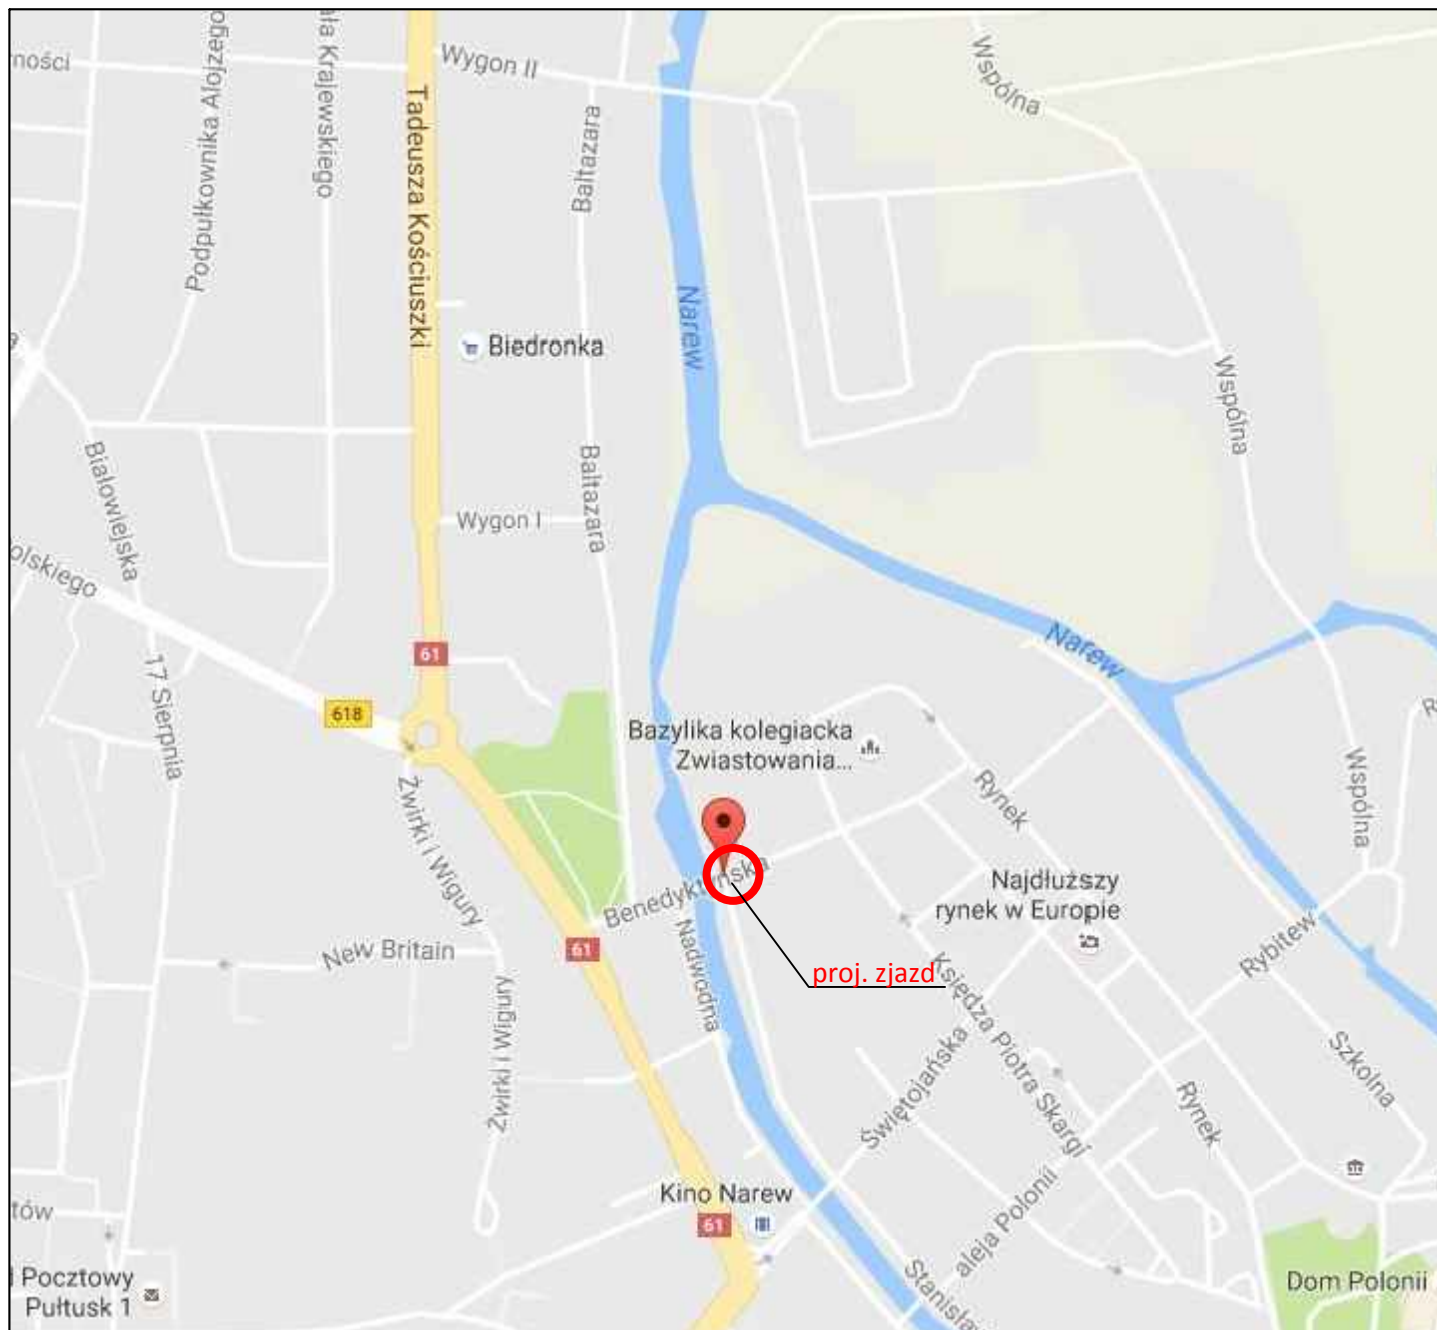 ności
Podpułkownika Alojzego
ała Krajewskiego
Tadeusza Kościuszki
Wygon II
Baltazara
Wspólna
Narew
Biedronka
a
Wspólna
Białowiejska
Wygon I
Baltazara
olskiego
61
Narew
17 Sierpnia
618
Bazylika kolegiacka
Zwiastowania...
R
Rynek
Wspólna
Żwirki i Wigury
Benedyktyńska
Najdłuższy
rynek w Europie
61
New Britain
Nadwodna
proj. zjazd
Rybitew
Księdza Piotra Skargi
Żwirki i Wigury
Świętojańska
Szkolna
Rynek
Kino Narew
61
aleja Polonii
tów
Stanisław
l Pocztowy
Pułtusk 1
Dom Polonii